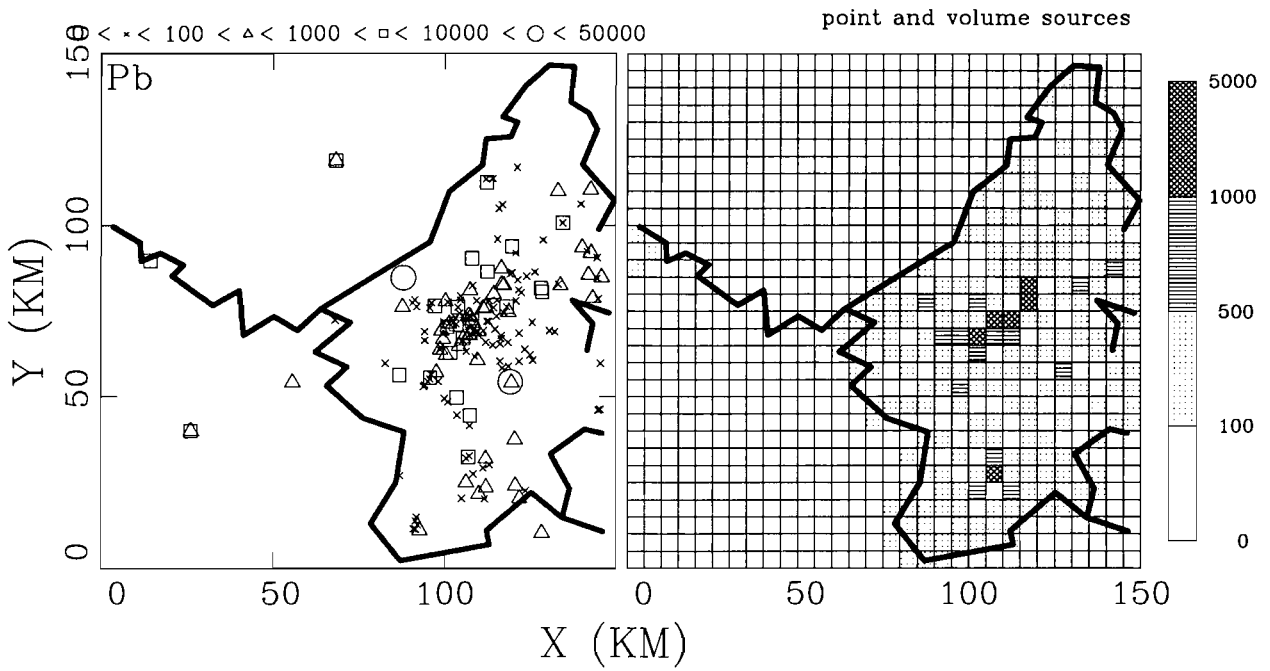 point and volume sources
0 < × < 100 < △ < 1000 < □ < 10000 < ○ < 50000
Pb
150
100
50
0
Y (KM)
0 50 100
0 50 100 150
X (KM)
5000
1000
500
100
0